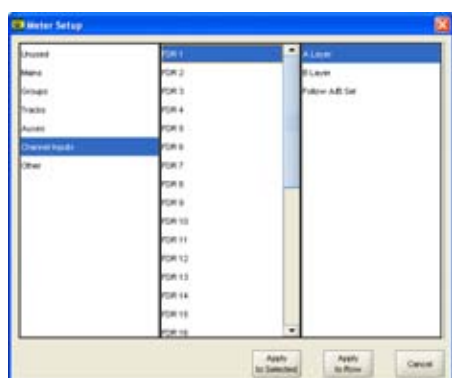 Meter Setup
Unused
Mains
Groups
Tracks
Auxes
Channel Inputs
Other
FDR 1
FDR 2
FDR 3
FDR 4
FDR 5
FDR 6
FDR 7
FDR 8
FDR 9
FDR 10
FDR 11
FDR 12
FDR 13
FDR 14
FDR 15
FDR 16
A Layer
B Layer
Follow A/B Sel
Apply
to Selected
Apply
to Row
Cancel